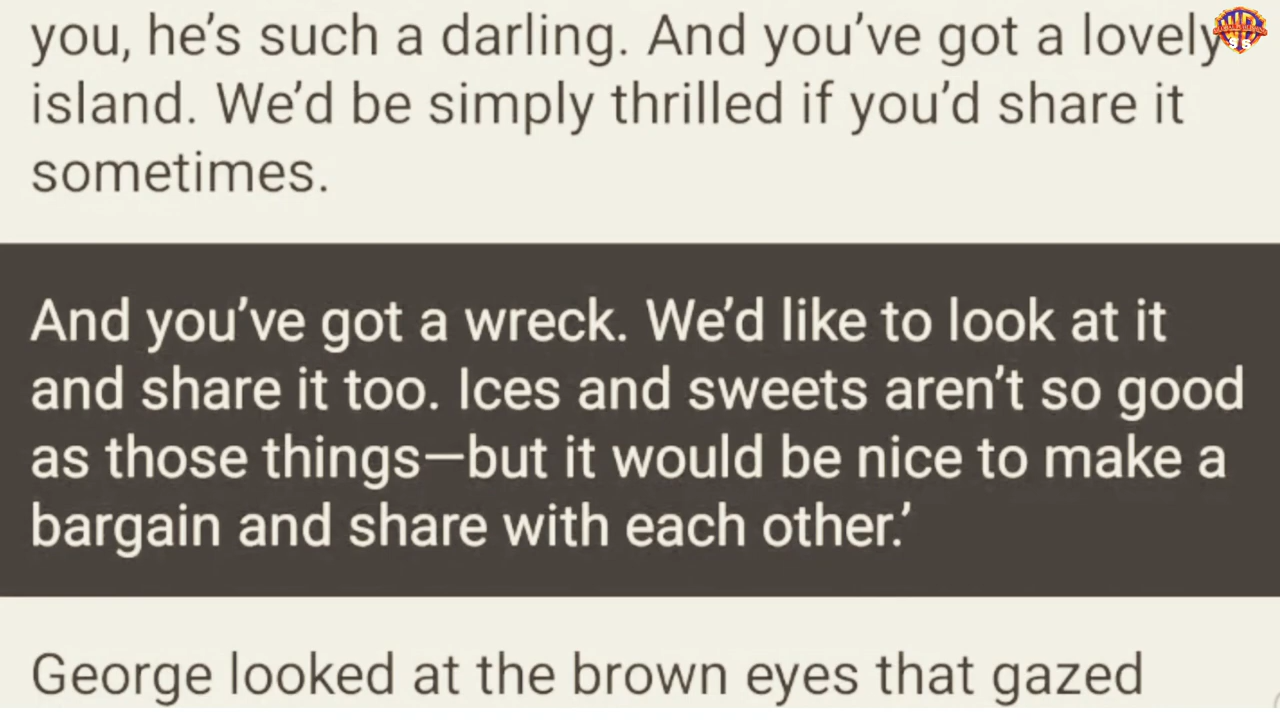 you, he's such a darling. And you've got a lovely
island. We'd be simply thrilled if you'd share it
sometimes.
And you've got a wreck. We'd like to look at it
and share it too. Ices and sweets aren't so good
as those things—but it would be nice to make a
bargain and share with each other.'
George looked at the brown eyes that gazed